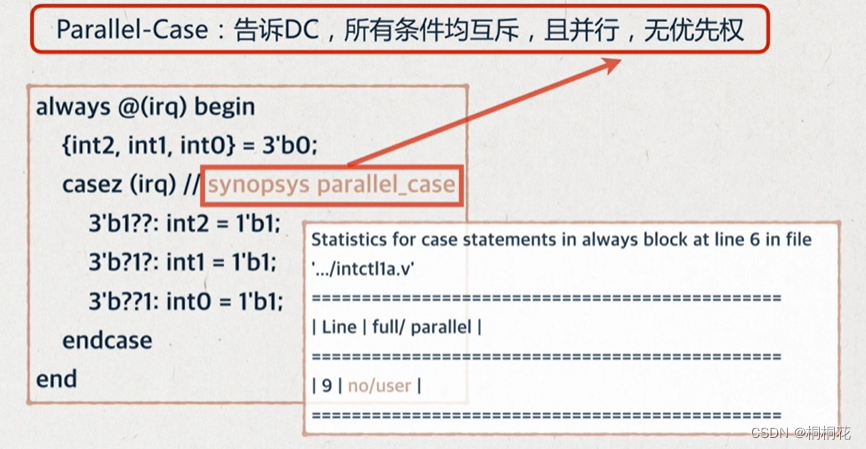 Parallel-Case：告诉DC，所有条件均互斥，且并行，无优先权
always @(irq) begin
{int2, int1, int0} = 3'b0;
casez (irq) // synopsys parallel_case
3'b1??: int2 = 1'b1;
3'b?1?: int1 = 1'b1;
3'b??1: int0 = 1'b1;
endcase
end
Statistics for case statements in always block at line 6 in file
'.../intctl1a.v'
===============================================
| Line | full/ parallel |
===============================================
| 9 | no/user |
===============================================
CSDN @桐桐花